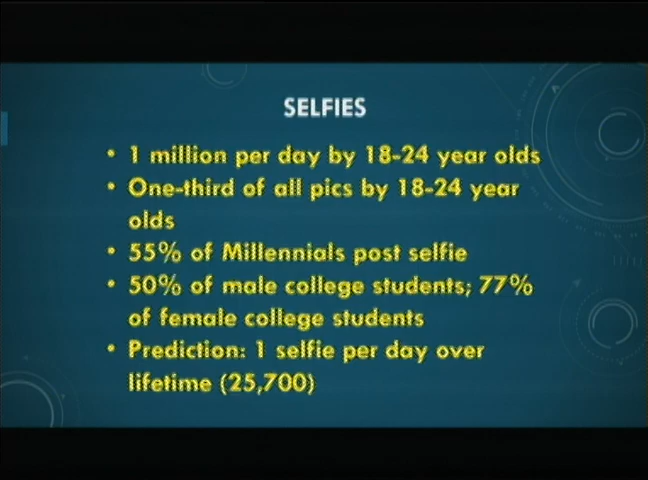 SELFIES
• 1 million per day by 18-24 year olds
• One-third of all pics by 18-24 year
olds
• 55% of Millennials post selfie
• 50% of male college students; 77%
of female college students
• Prediction: 1 selfie per day over
lifetime (25,700)